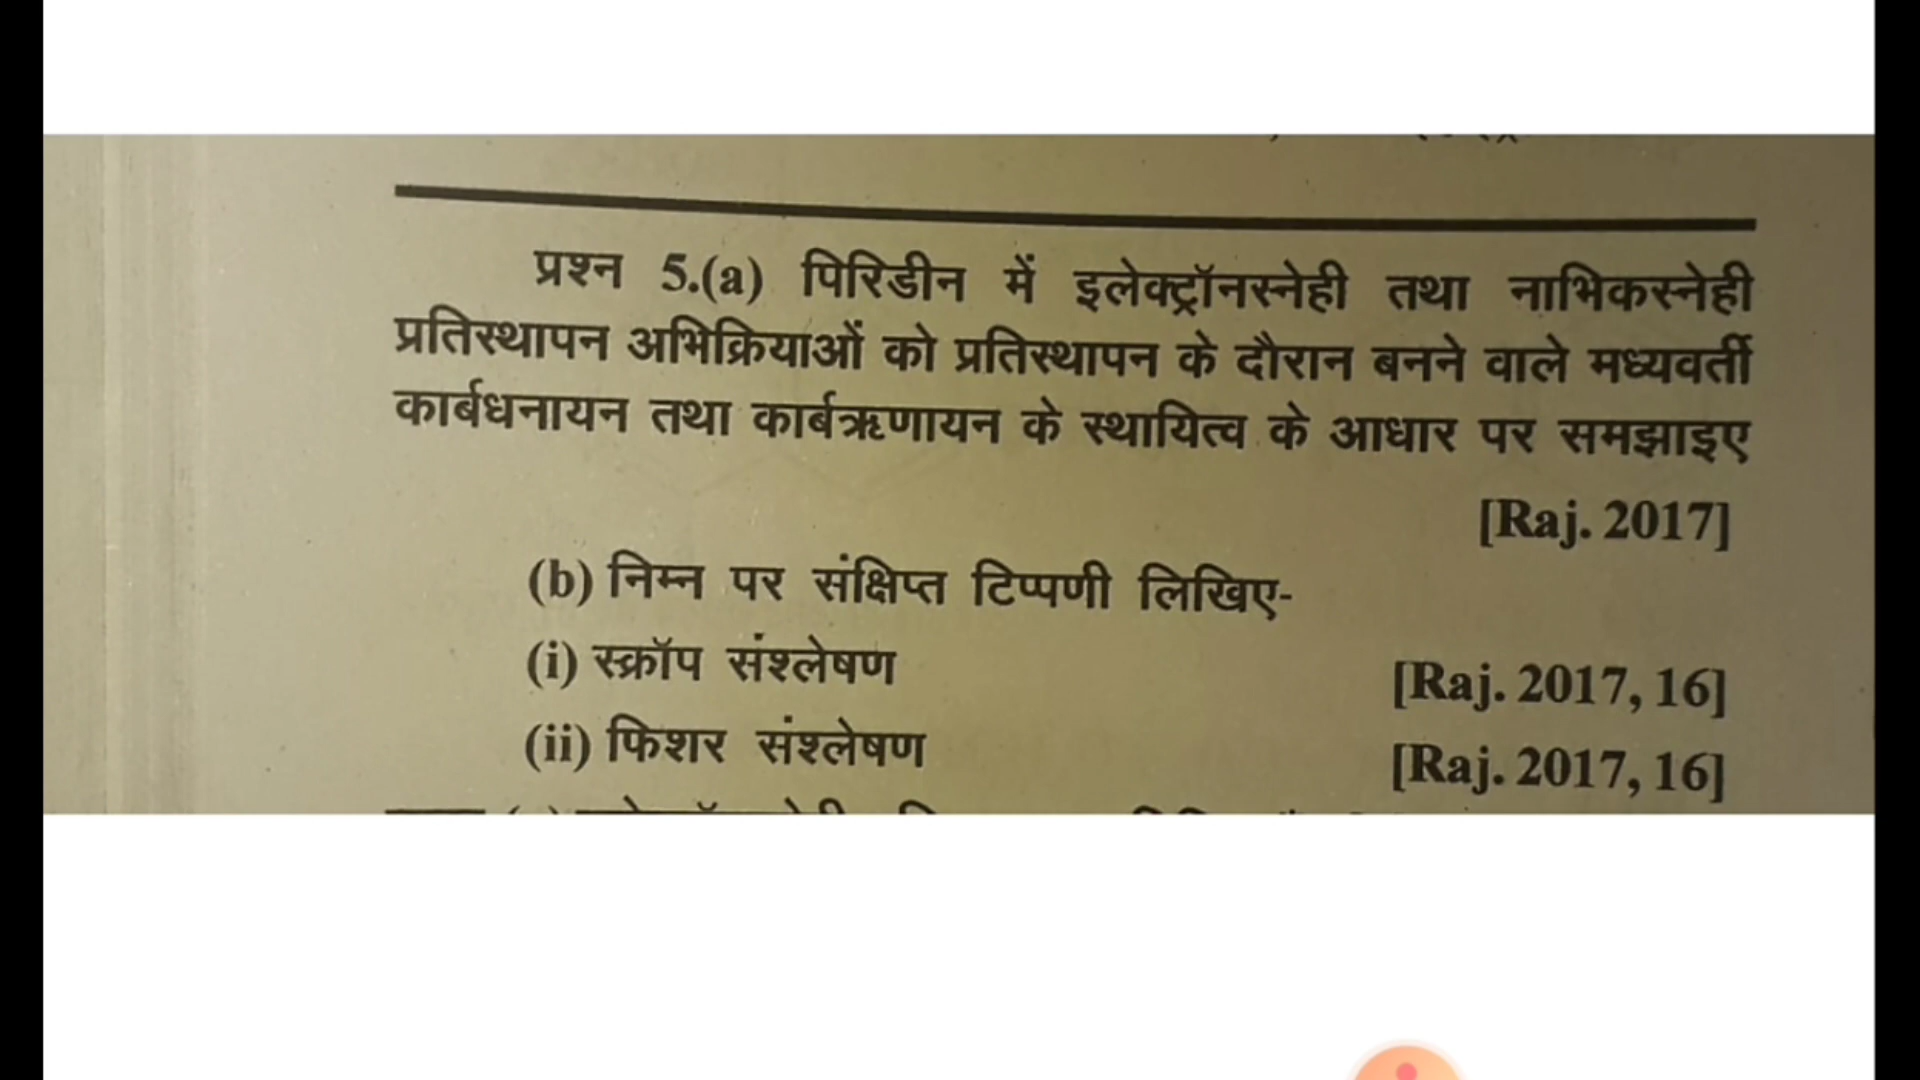 प्रश्न 5.(a) पिरिडीन में इलेक्ट्रॉनस्नेही तथा नाभिकस्नेही
प्रतिस्थापन अभिक्रियाओं को प्रतिस्थापन के दौरान बनने वाले मध्यवर्ती
कार्बधनायन तथा कार्बऋणायन के स्थायित्व के आधार पर समझाइए
[Raj. 2017]
(b) निम्न पर संक्षिप्त टिप्पणी लिखिए-
(i) स्क्रॉप संश्लेषण [Raj. 2017, 16]
(ii) फिशर संश्लेषण [Raj. 2017, 16]